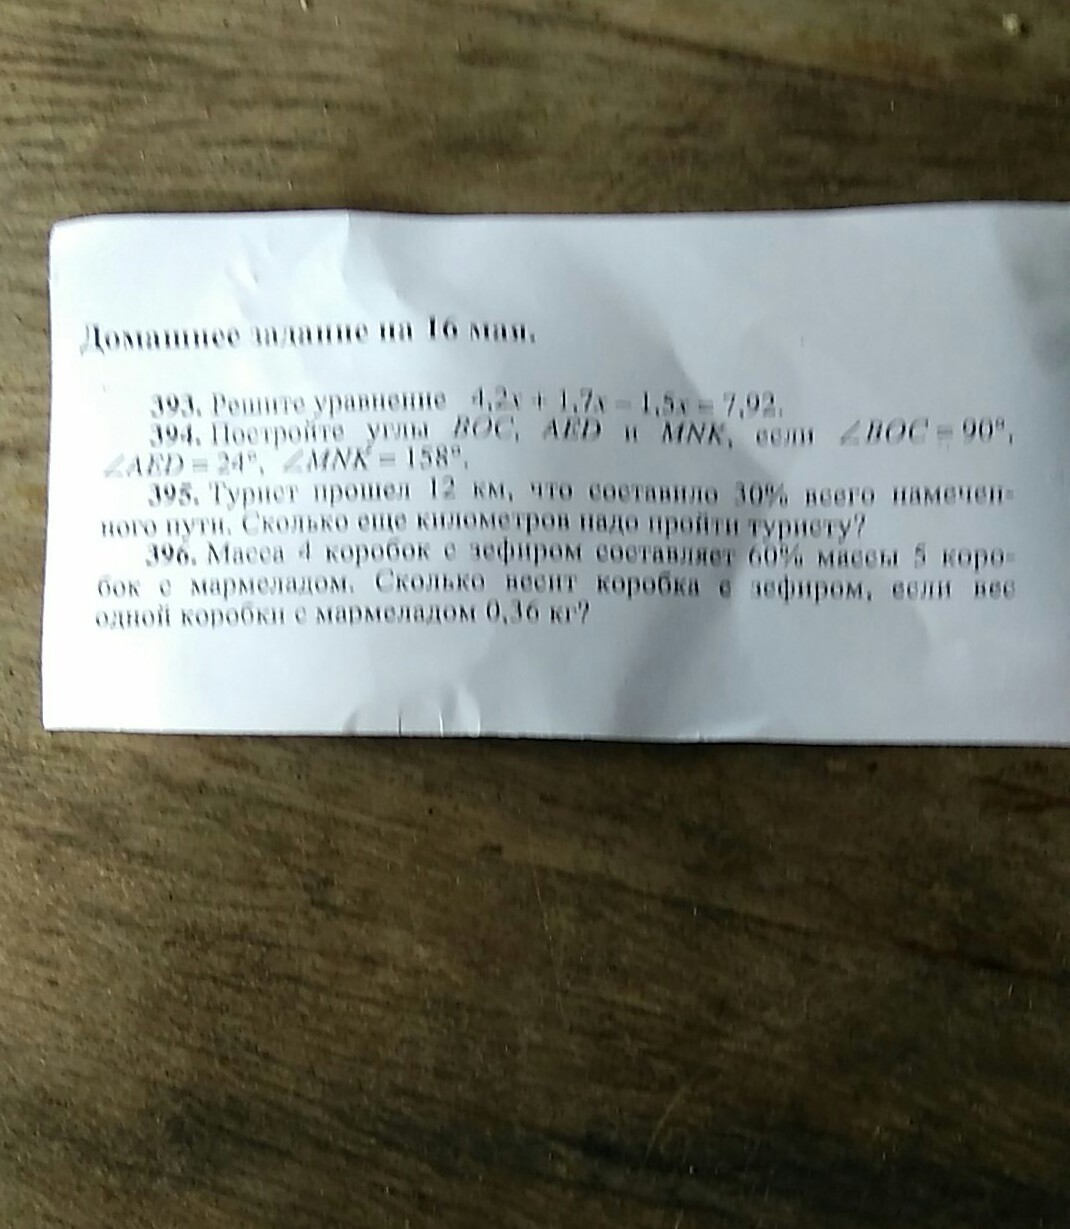 Домашнее задание на 16 мая.
393. Решите уравнение 4,2x + 1,7x − 1,5x = 7,92.
394. Постройте углы BOC, AED и MNK, если ∠BOC = 90°,
∠AED = 24°, ∠MNK = 158°.
395. Турист прошел 12 км, что составило 30% всего намечен-
ного пути. Сколько еще километров надо пройти туристу?
396. Масса 4 коробок с зефиром составляет 60% массы 5 коро-
бок с мармеладом. Сколько весит коробка с зефиром, если вес
одной коробки с мармеладом 0,36 кг?